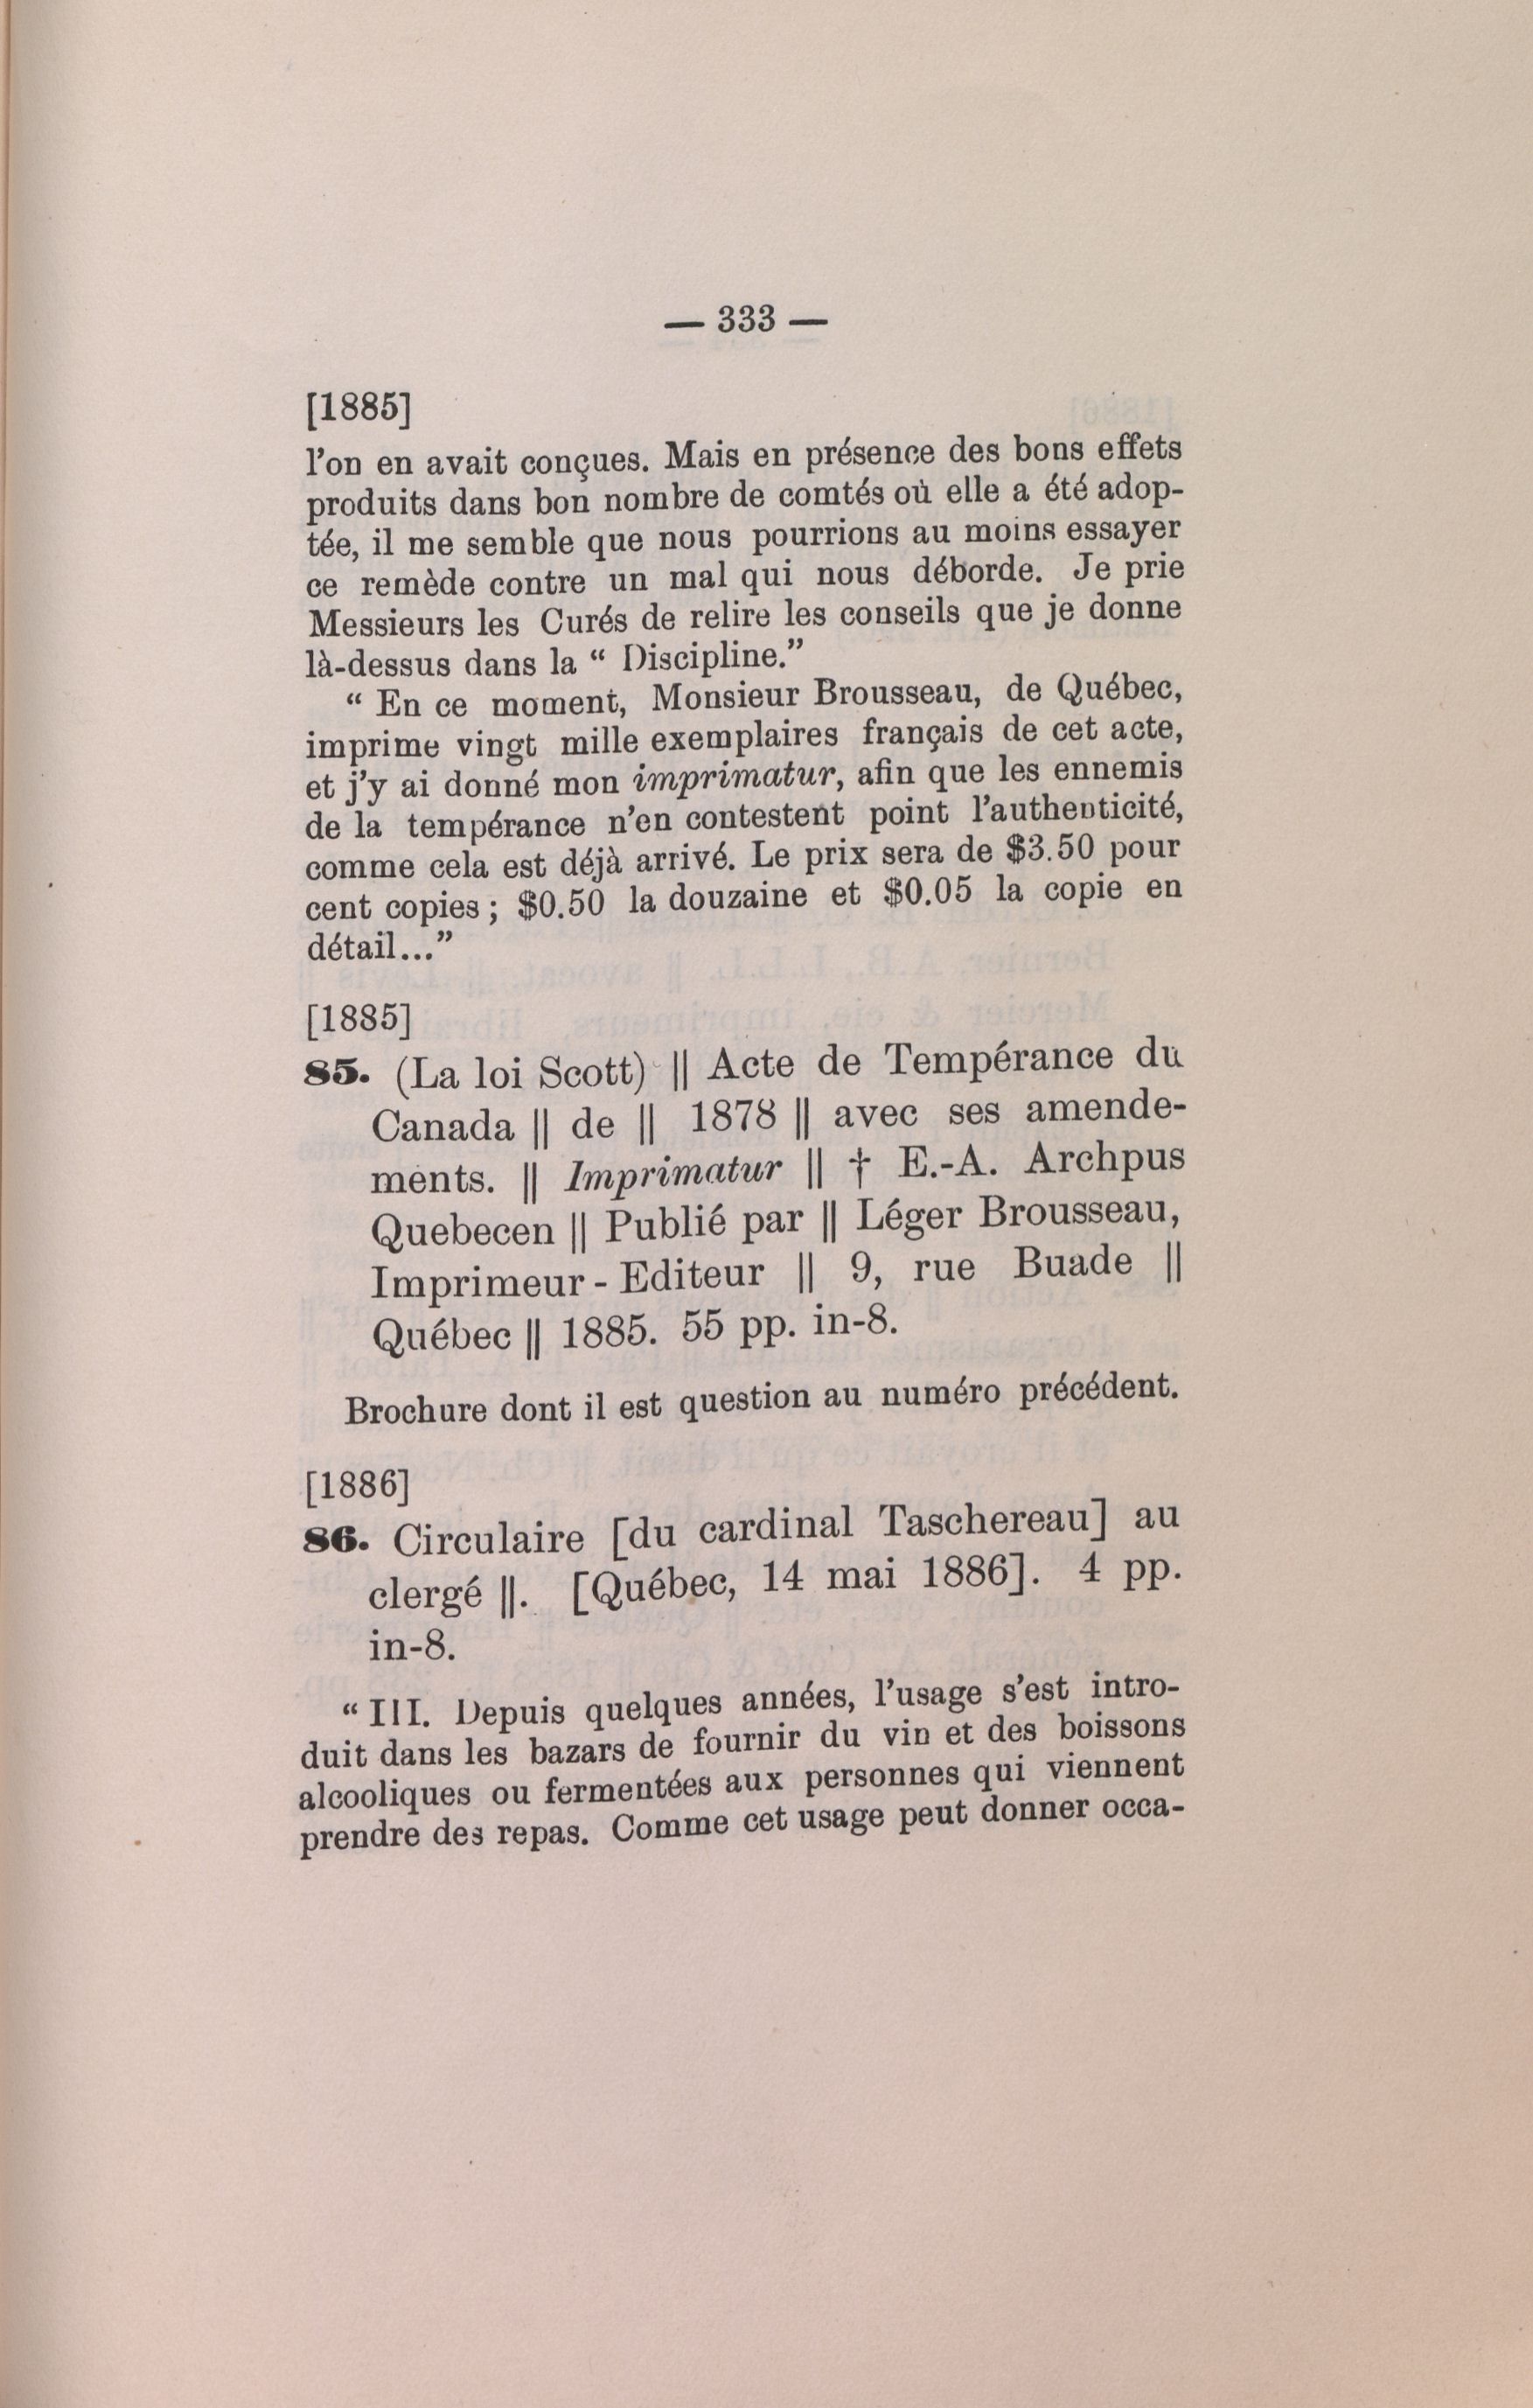 — 333 —
[1885]
l'on en avait conçues. Mais en présence des bons effets
produits dans bon nombre de comtés où elle a été adop-
tée, il me semble que nous pourrions au moins essayer
ce remède contre un mal qui nous déborde. Je prie
Messieurs les Curés de relire les conseils que je donne
là-dessus dans la “ Discipline.”
“ En ce moment, Monsieur Brousseau, de Québec,
imprime vingt mille exemplaires français de cet acte,
et j'y ai donné mon imprimatur, afin que les ennemis
de la tempérance n'en contestent point l'authenticité,
comme cela est déjà arrivé. Le prix sera de $3.50 pour
cent copies ; $0.50 la douzaine et $0.05 la copie en
détail...”
[1885]
85. (La loi Scott) || Acte de Tempérance du
Canada || de || 1878 || avec ses amende-
ments. || Imprimatur || † E.-A. Archpus
Quebecen || Publié par || Léger Brousseau,
Imprimeur - Editeur || 9, rue Buade ||
Québec || 1885. 55 pp. in-8.
Brochure dont il est question au numéro précédent.
[1886]
86. Circulaire [du cardinal Taschereau] au
clergé ||. [Québec, 14 mai 1886]. 4 pp.
in-8.
“ III. Depuis quelques années, l'usage s'est intro-
duit dans les bazars de fournir du vin et des boissons
alcooliques ou fermentées aux personnes qui viennent
prendre des repas. Comme cet usage peut donner occa-